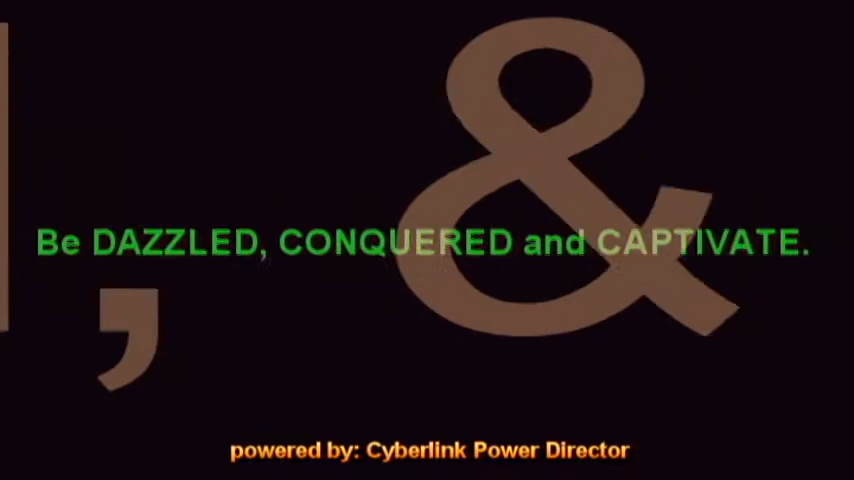 , &
Be DAZZLED, CONQUERED and CAPTIVATE.
powered by: Cyberlink Power Director